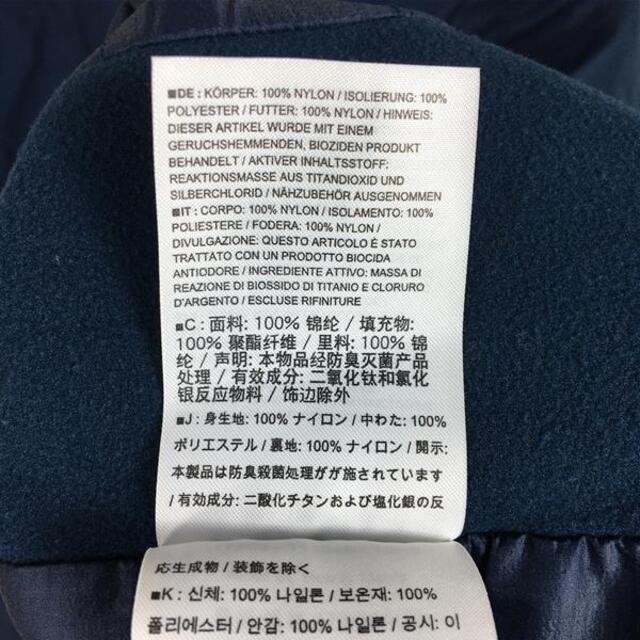 ■DE : KÖRPER: 100% NYLON / ISOLIERUNG: 100%
POLYESTER / FUTTER: 100% NYLON / HINWEIS:
DIESER ARTIKEL WURDE MIT EINEM
GERUCHSHEMMENDEN, BIOZIDEN PRODUKT
BEHANDELT / AKTIVER INHALTSSTOFF;
REAKTIONSMASSE AUS TITANDIOXID UND
SILBERCHLORID / NÄHZUBEHÖR AUSGENOMMEN
■IT : CORPO: 100% NYLON / ISOLAMENTO: 100%
POLIESTERE / FODERA: 100% NYLON /
DIVULGAZIONE: QUESTO ARTICOLO È STATO
TRATTATO CON UN PRODOTTO BIOCIDA
ANTIODORE / INGREDIENTE ATTIVO: MASSA DI
REAZIONE DI BIOSSIDO DI TITANIO E CLORURO
D'ARGENTO / ESCLUSE RIFINITURE
■C : 面料: 100% 锦纶 / 填充物:
100% 聚酯纤维 / 里料: 100% 锦
纶 / 声明: 本物品经防臭灭菌产品
处理 / 有效成分: 二氧化钛和氯化
银反应物料 / 饰边除外
■J : 身生地: 100% ナイロン / 中わた: 100%
ポリエステル / 裏地: 100% ナイロン / 開示:
本製品は防臭殺菌処理がが施されています
/ 有効成分: 二酸化チタンおよび塩化銀の反
応生成物 / 装飾を除く
■K : 신체: 100% 나일론 / 보온재: 100%
폴리에스터 / 안감: 100% 나일론 / 공시: 이